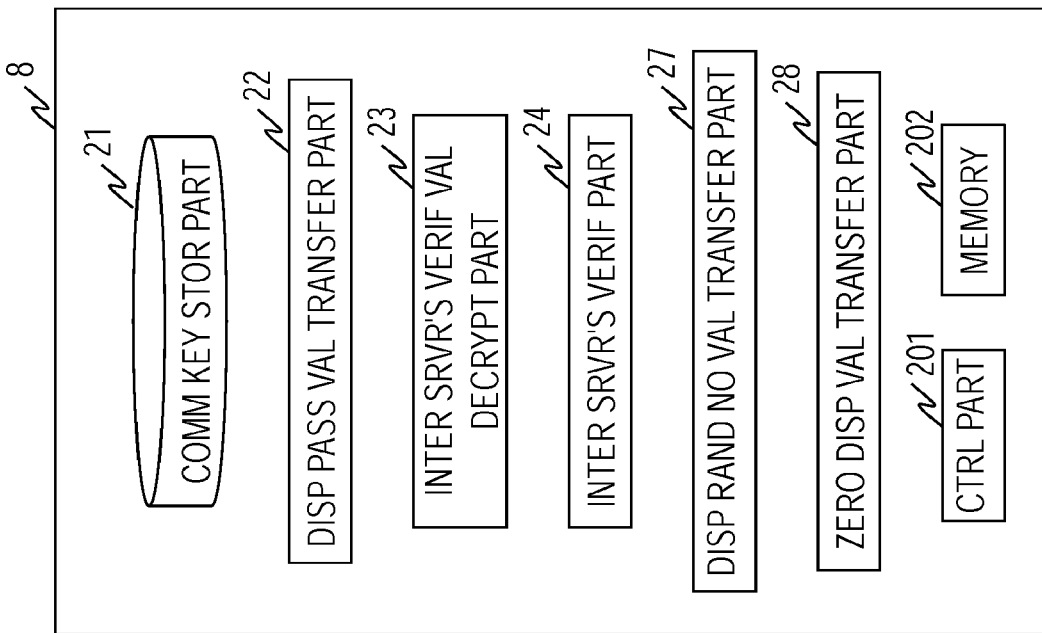 8
21
COMM KEY STOR PART
22
DISP PASS VAL TRANSFER PART
23
INTER SRVR'S VERIF VAL
DECRYPT PART
24
INTER SRVR'S VERIF PART
27
DISP RAND NO VAL TRANSFER PART
28
ZERO DISP VAL TRANSFER PART
201
CTRL PART
202
MEMORY